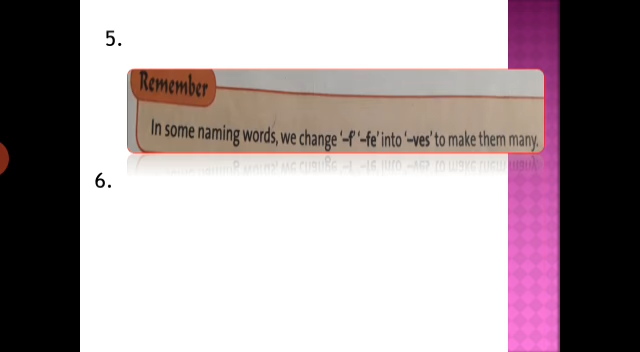 5.
Remember
In some naming words, we change '–f' '–fe' into '–ves' to make them many.
6.